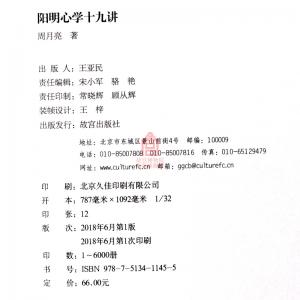 阳明心学十九讲
周月亮 著
出 版 人：王亚民
责任编辑：宋小军 骆 艳
责任印制：常晓辉 顾从辉
装帧设计：王 梓
出版发行：故宫出版社
地址：北京市东城区景山前街4号 邮编：100009
电话：010-85007808 010-85007816 传真：010-65129479
网址：www.culturefc.cn 邮箱：ggcb@culturefc.cn
印 刷：北京久佳印刷有限公司
开 本：787毫米×1092毫米 1/32
印 张：12
版 次：2018年6月第1版
2018年6月第1次印刷
印 数：1-6000册
书 号：ISBN 978-7-5134-1145-5
定 价：66.00元